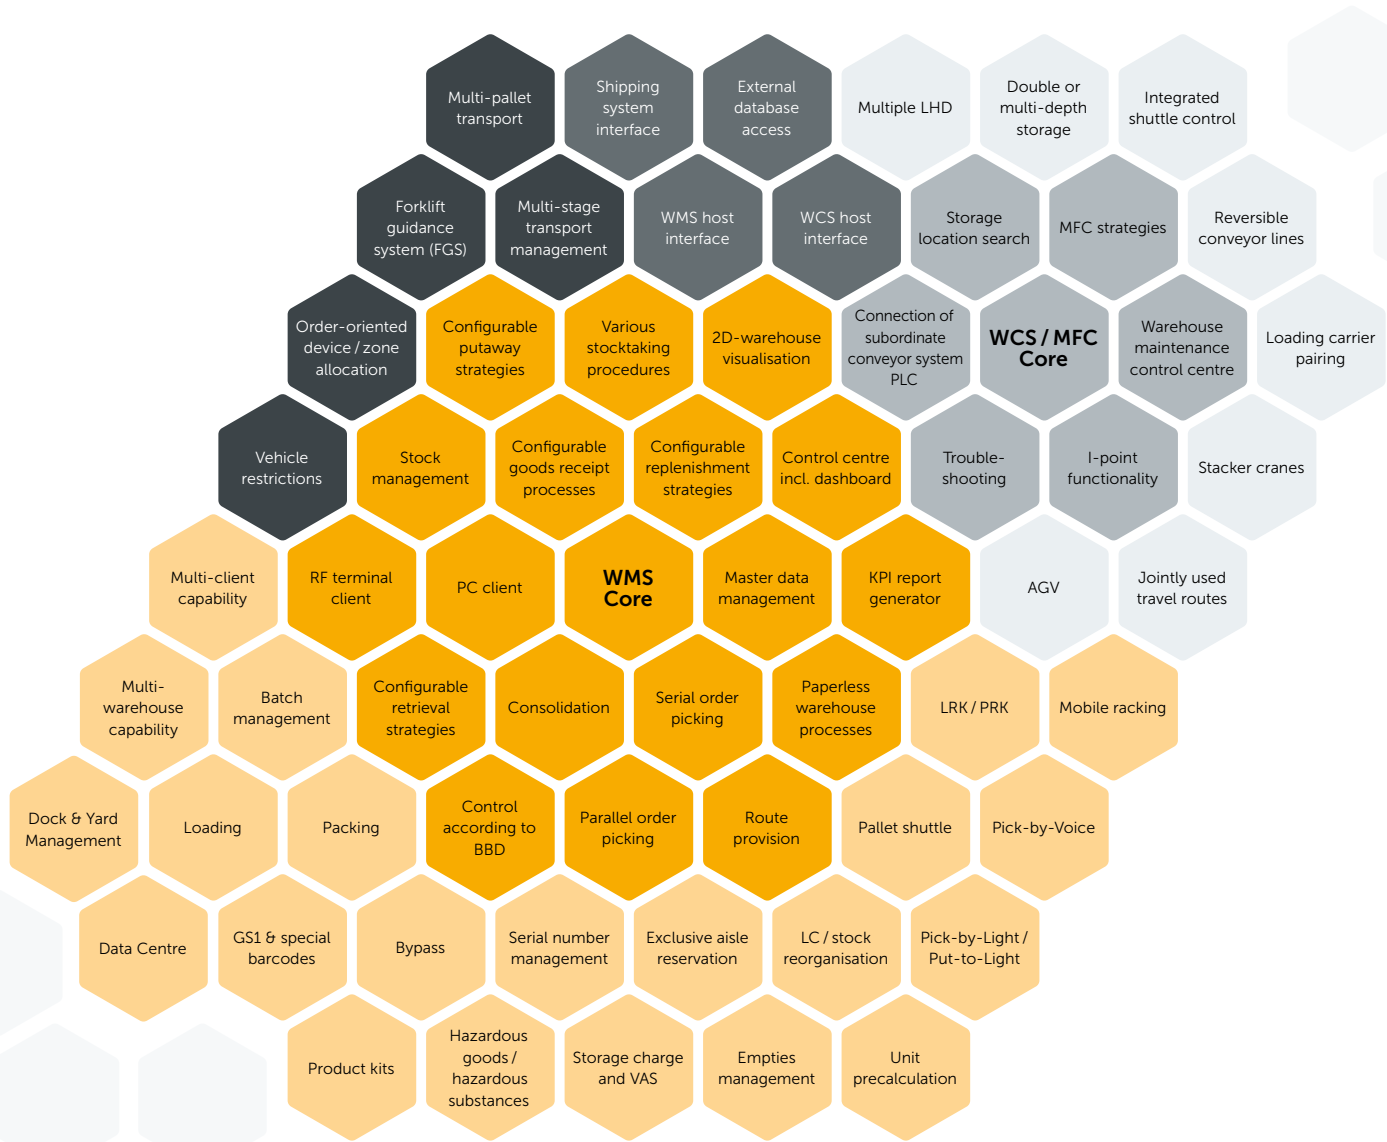 Multi-pallet
transport
Shipping
system
interface
External
database
access
Multiple LHD
Double or
multi-depth
storage
Integrated
shuttle control
Forklift
guidance
system (FGS)
Multi-stage
transport
management
WMS host
interface
WCS host
interface
Storage
location search
MFC strategies
Reversible
conveyor lines
Order-oriented
device / zone
allocation
Configurable
putaway
strategies
Various
stocktaking
procedures
2D-warehouse
visualisation
Connection of
subordinate
conveyor system
PLC
WCS / MFC
Core
Warehouse
maintenance
control centre
Loading carrier
pairing
Vehicle
restrictions
Stock
management
Configurable
goods receipt
processes
Configurable
replenishment
strategies
Control centre
incl. dashboard
Trouble-
shooting
I-point
functionality
Stacker cranes
Multi-client
capability
RF terminal
client
PC client
WMS
Core
Master data
management
KPI report
generator
AGV
Jointly used
travel routes
Multi-
warehouse
capability
Batch
management
Configurable
retrieval
strategies
Consolidation
Serial order
picking
Paperless
warehouse
processes
LRK / PRK
Mobile racking
Dock & Yard
Management
Loading
Packing
Control
according to
BBD
Parallel order
picking
Route
provision
Pallet shuttle
Pick-by-Voice
Data Centre
GS1 & special
barcodes
Bypass
Serial number
management
Exclusive aisle
reservation
LC / stock
reorganisation
Pick-by-Light /
Put-to-Light
Product kits
Hazardous
goods /
hazardous
substances
Storage charge
and VAS
Empties
management
Unit
precalculation